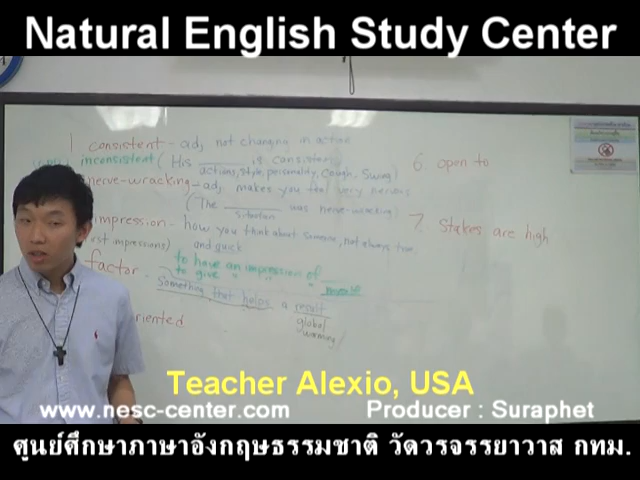 Natural English Study Center
1 consistent - adj, not changing in action
inconsistent (His ___ is consistent
actions, style, personality, cough, swing)
nerve-wracking - adj, makes you feel very nervous
(The ___ was nerve-wracking)
situation
impression - how you think about someone, not always true
first impressions) and quick
to have an impression of
to give " "
factor - Something that helps a result
global
warming
oriented
6. open to
7. Stakes are high
Teacher Alexio, USA
www.nesc-center.com Producer : Suraphet
ศูนย์ศึกษาภาษาอังกฤษธรรมชาติ วัดวรจรรยาวาส กทม.